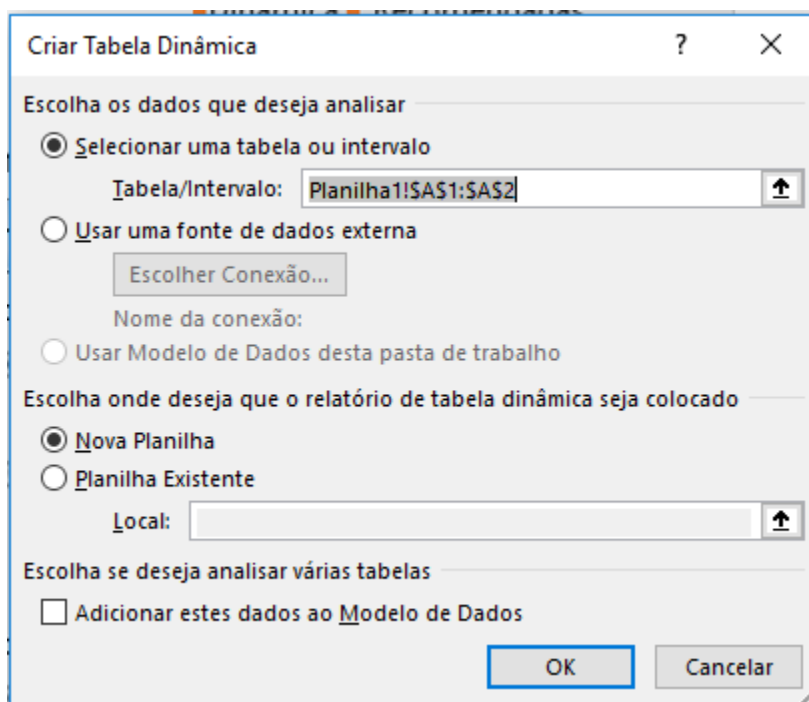 Dinâmica Recomendadas
Criar Tabela Dinâmica ? X
Escolha os dados que deseja analisar
Selecionar uma tabela ou intervalo
Tabela/Intervalo: Planilha1!$A$1:$A$2
Usar uma fonte de dados externa
Escolher Conexão...
Nome da conexão:
Usar Modelo de Dados desta pasta de trabalho
Escolha onde deseja que o relatório de tabela dinâmica seja colocado
Nova Planilha
Planilha Existente
Local:
Escolha se deseja analisar várias tabelas
Adicionar estes dados ao Modelo de Dados
OK Cancelar